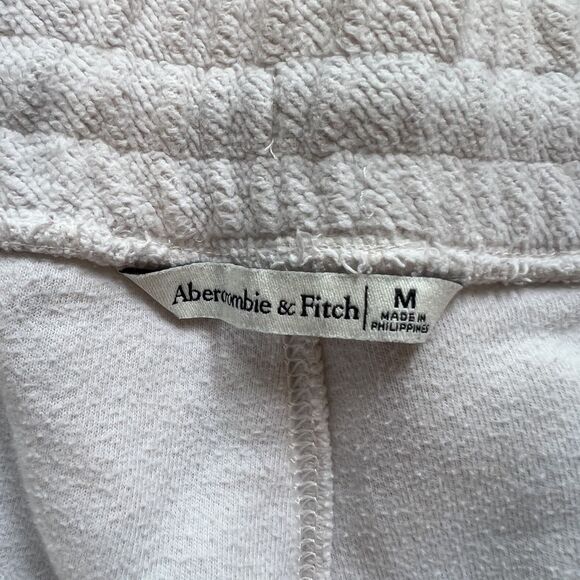 Abercrombie & Fitch
M
MADE IN
PHILIPPINES